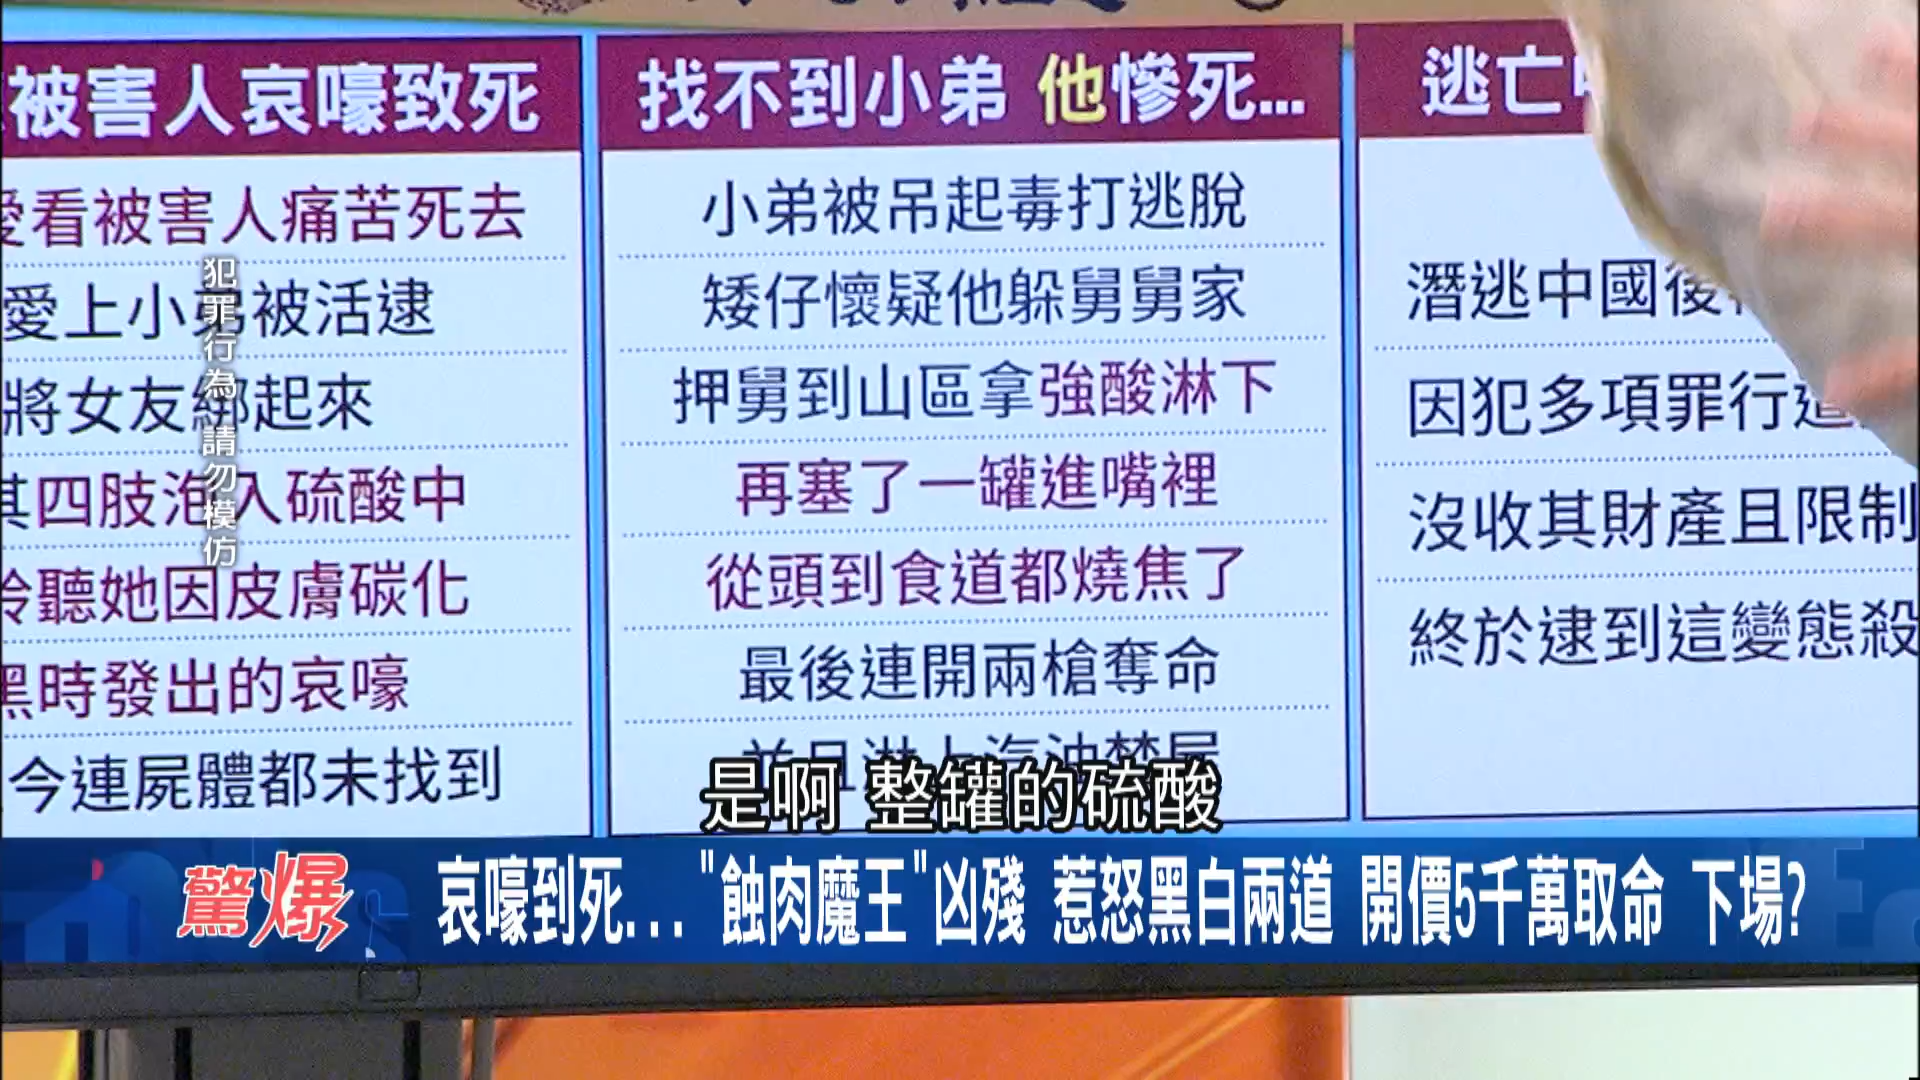 被害人哀嚎致死
愛看被害人痛苦死去
愛上小弟被活逮
將女友綁起來
其四肢泡入硫酸中
聆聽她因皮膚碳化
時發出的哀嚎
今連屍體都未找到
找不到小弟 他慘死...
小弟被吊起毒打逃脫
矮仔懷疑他躲舅舅家
押舅到山區拿強酸淋下
再塞了一罐進嘴裡
從頭到食道都燒焦了
最後連開兩槍奪命
並且淋上汽油焚屍
逃亡
潛逃中國後
因犯多項罪行
沒收其財產且限制
終於逮到這變態殺
犯罪行為 請勿模仿
是啊 整罐的硫酸
驚爆
哀嚎到死... "蝕肉魔王"凶殘 惹怒黑白兩道 開價5千萬取命 下場?